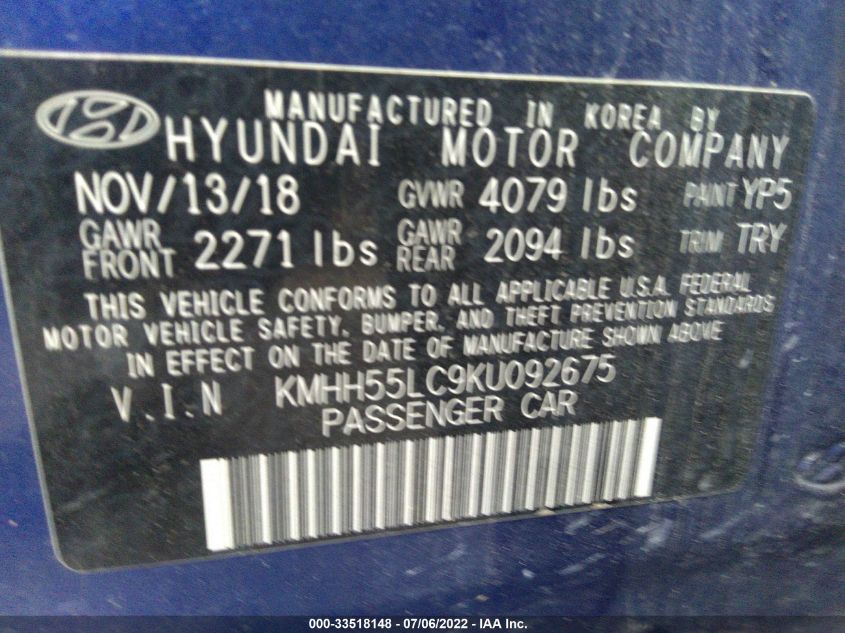 MANUFACTURED IN KOREA BY
HYUNDAI MOTOR COMPANY
NOV/13/18 GVWR 4079 lbs PAINT YP5
GAWR FRONT 2271 lbs GAWR REAR 2094 lbs TRIM TRY
THIS VEHICLE CONFORMS TO ALL APPLICABLE U.S.A. FEDERAL
MOTOR VEHICLE SAFETY, BUMPER, AND THEFT PREVENTION STANDARDS
IN EFFECT ON THE DATE OF MANUFACTURE SHOWN ABOVE
V.I.N KMHH55LC9KU092675
PASSENGER CAR
000-33518148 - 07/06/2022 - IAA Inc.